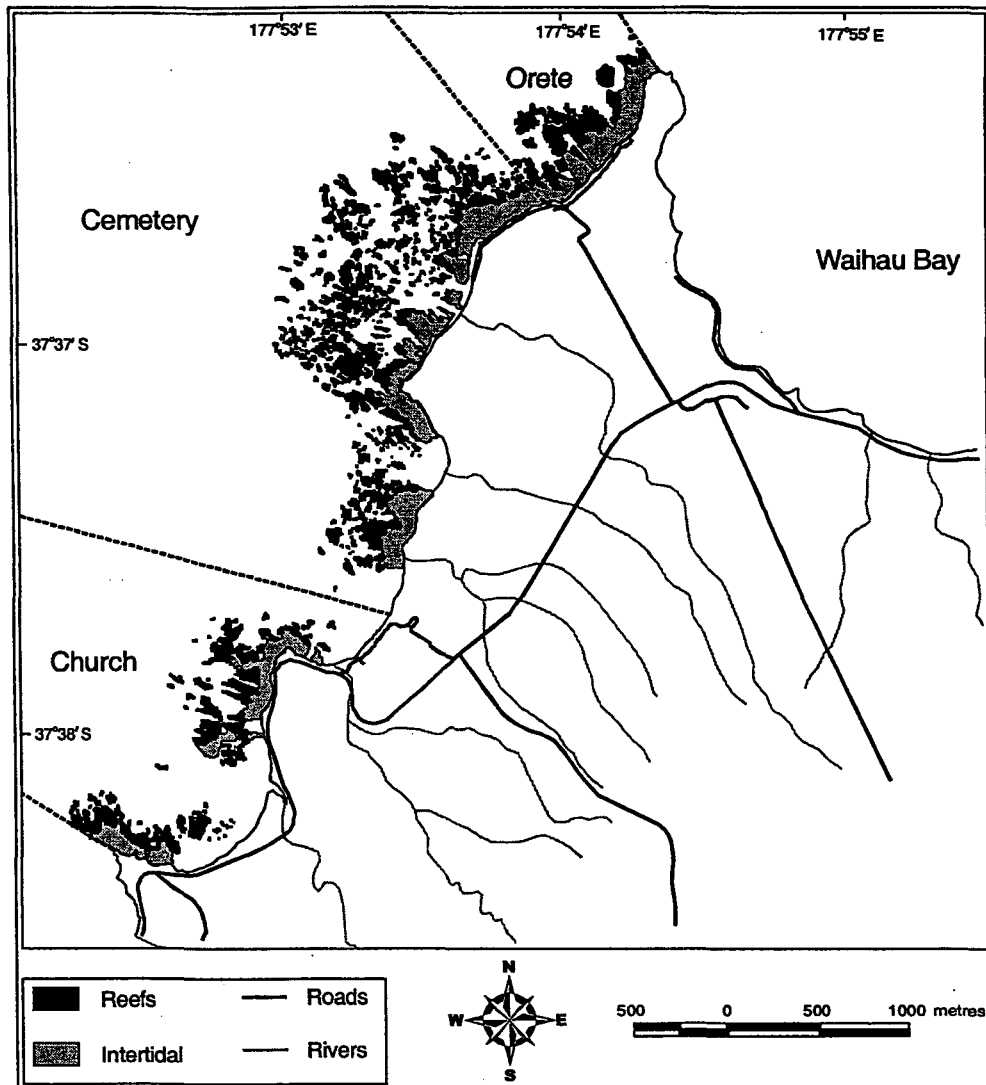 177°53' E
177°54' E
177°55' E
Orete
Cemetery
Waihau Bay
37°37' S
Church
37°38' S
Reefs
Roads
Intertidal
Rivers
N
W
E
S
500 0 500 1000 metres